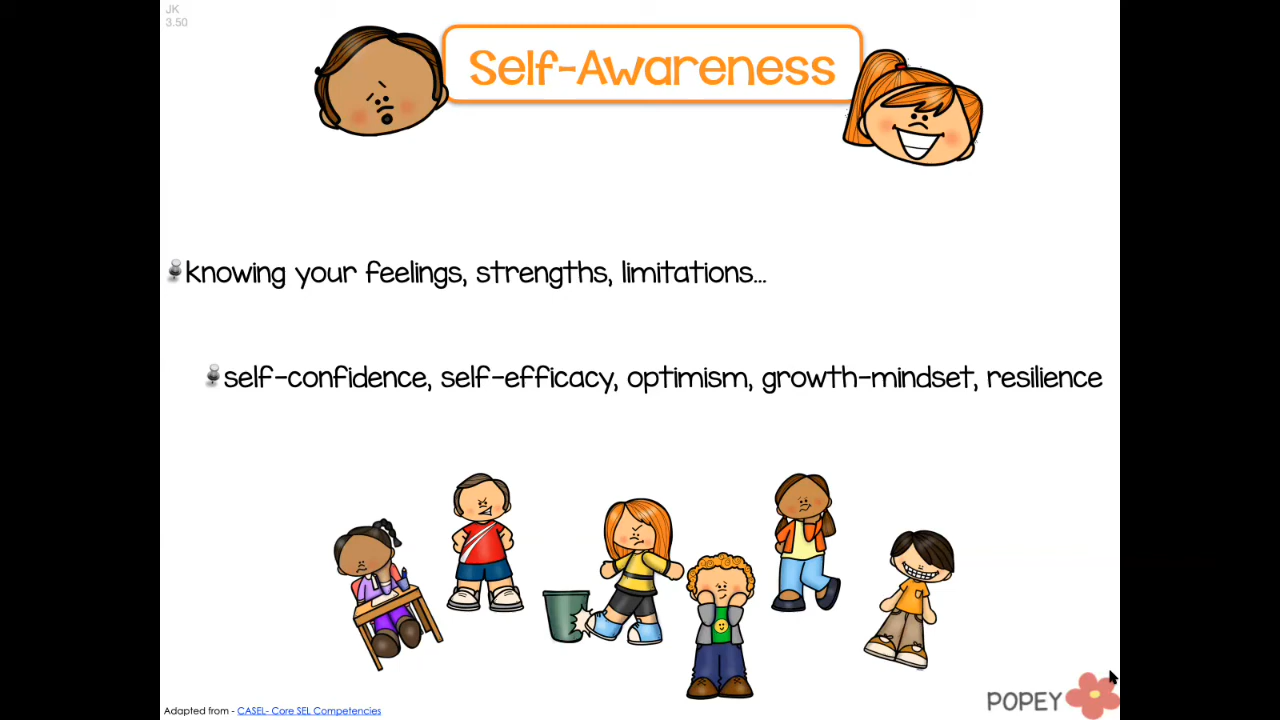 JK
3.50
Self-Awareness
knowing your feelings, strengths, limitations...
self-confidence, self-efficacy, optimism, growth-mindset, resilience
Adapted from - CASEL- Core SEL Competencies
POPEY